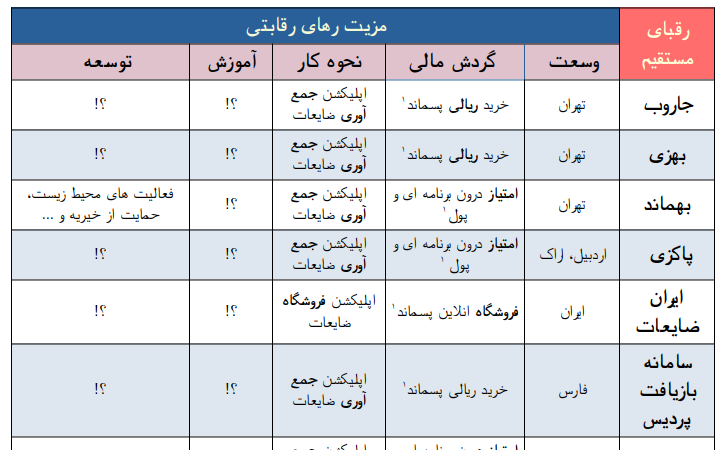 رقبای مستقیم
مزیت رهای رقابتی
وسعت
گردش مالی
نحوه کار
آموزش
توسعه
جاروب
تهران
خرید ریالی پسماند۱
اپلیکشن جمع
آوری ضایعات
؟!
؟!
بهزی
تهران
خرید ریالی پسماند۱
اپلیکشن جمع
آوری ضایعات
؟!
؟!
بهماند
تهران
امتیاز درون برنامه ای و
پول۱
اپلیکشن جمع
آوری ضایعات
؟!
فعالیت های محیط زیست،
حمایت از خیریه و ...
پاکزی
اردبیل، اراک
امتیاز درون برنامه ای و
پول۱
اپلیکشن جمع
آوری ضایعات
؟!
؟!
ایران
ضایعات
ایران
فروشگاه انلاین پسماند۱
اپلیکشن فروشگاه
ضایعات
؟!
؟!
سامانه
بازیافت
پردیس
فارس
خرید ریالی پسماند۱
اپلیکشن جمع
آوری ضایعات
؟!
؟!